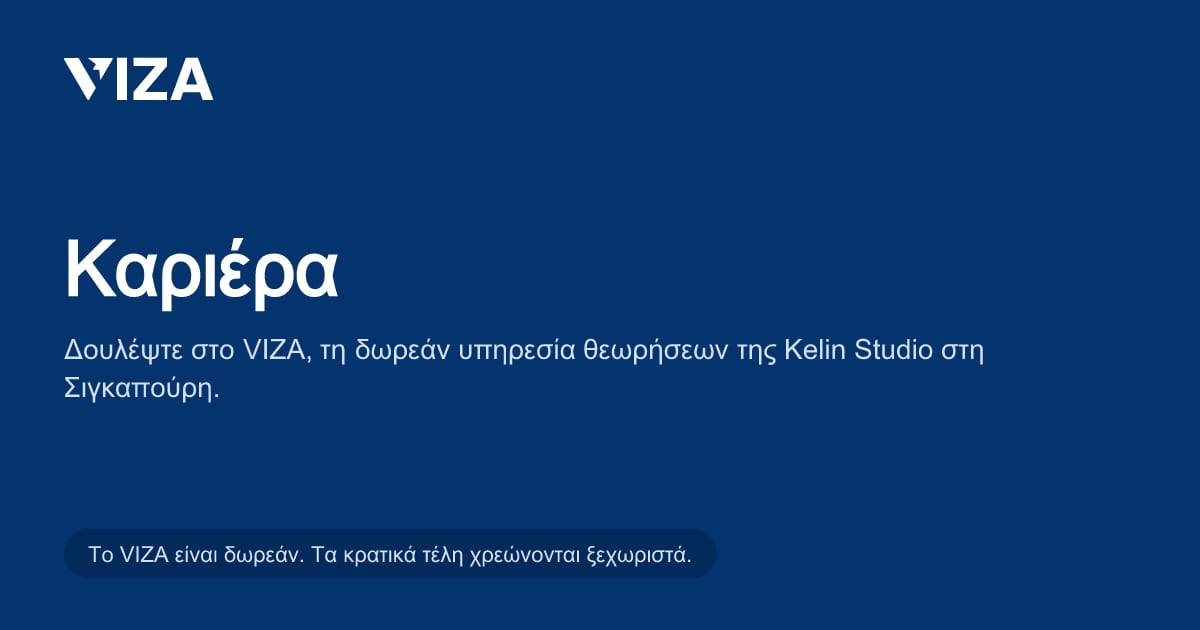 VIZA
Καριέρα
Δουλέψτε στο VIZA, τη δωρεάν υπηρεσία θεωρήσεων της Kelin Studio στη
Σιγκαπούρη.
Το VIZA είναι δωρεάν. Τα κρατικά τέλη χρεώνονται ξεχωριστά.